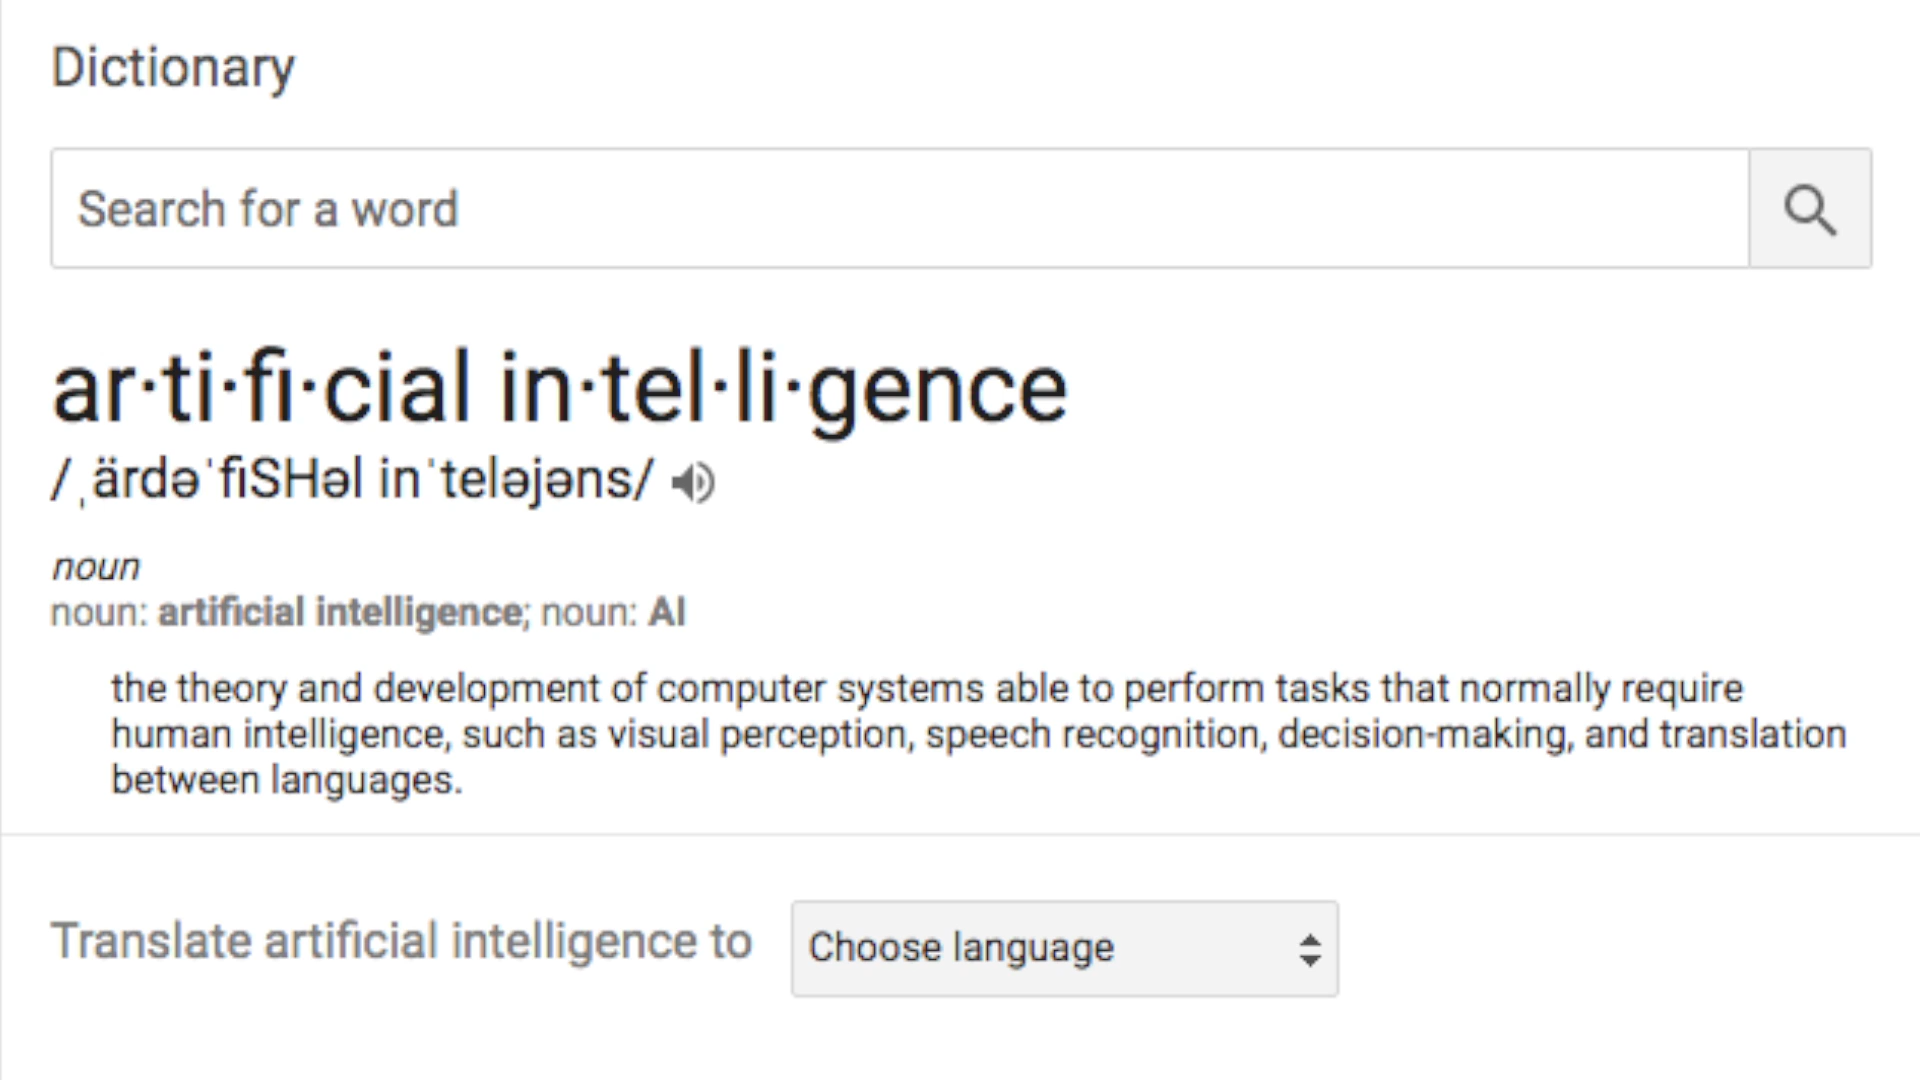 Dictionary
Search for a word
ar·ti·fi·cial in·tel·li·gence
/ˌärdəˈfiSHəl inˈteləjəns/
noun
noun: artificial intelligence; noun: AI
the theory and development of computer systems able to perform tasks that normally require
human intelligence, such as visual perception, speech recognition, decision-making, and translation
between languages.
Translate artificial intelligence to
Choose language